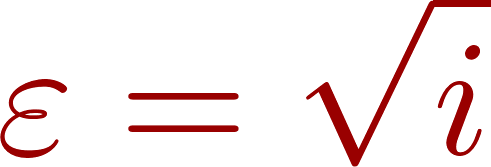 ε = √i